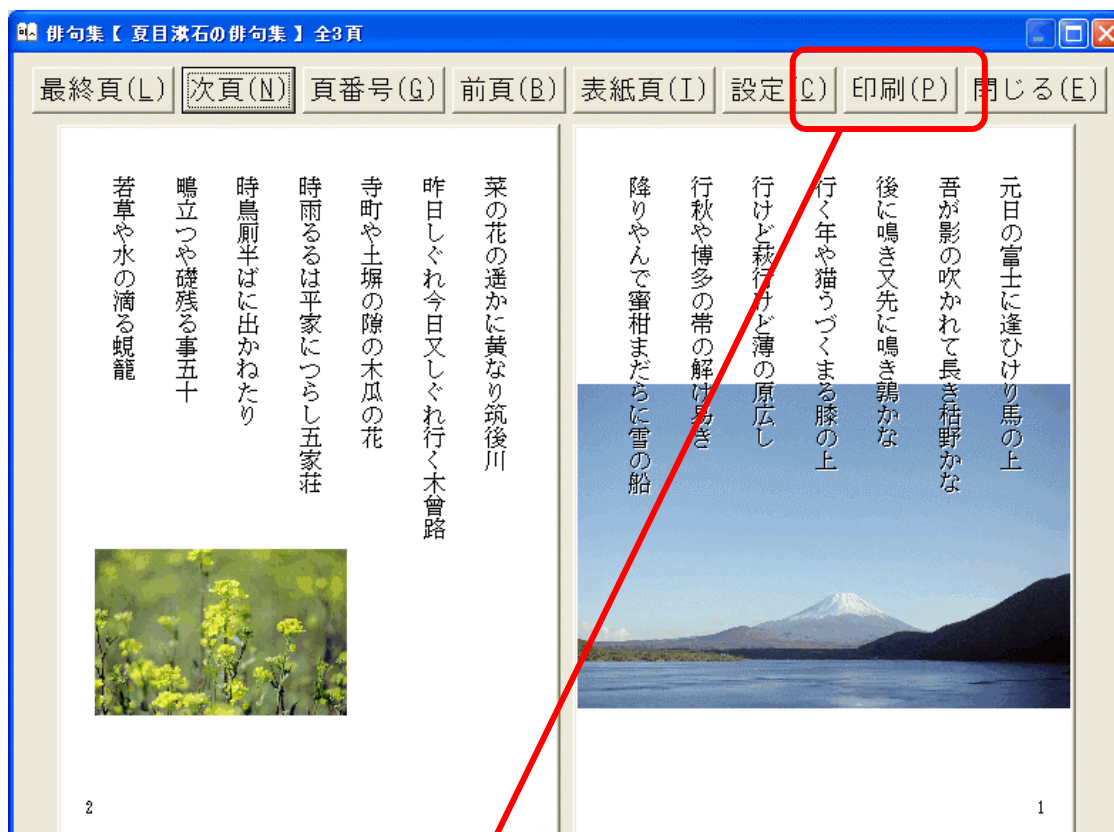 俳句集【 夏目漱石の俳句集 】 全3頁
最終頁(L) 次頁(N) 頁番号(G) 前頁(B) 表紙頁(I) 設定(C) 印刷(P) 閉じる(E)
元日の富士に逢ひけり馬の上
吾が影の吹かれて長き枯野かな
後に鳴き又先に鳴き鶉かな
行く年や猫うづくまる膝の上
行けど萩行けど薄の原広し
行秋や博多の帯の解け易き
降りやんで蜜柑まだらに雪の船
1
菜の花の遥かに黄なり筑後川
昨日しぐれ今日又しぐれ行く木曾路
寺町や土塀の隙の木瓜の花
時雨るるは平家につらし五家荘
時鳥厠半ばに出かねたり
鴫立つや礎残る事五十
若草や水の滴る蜆籠
2